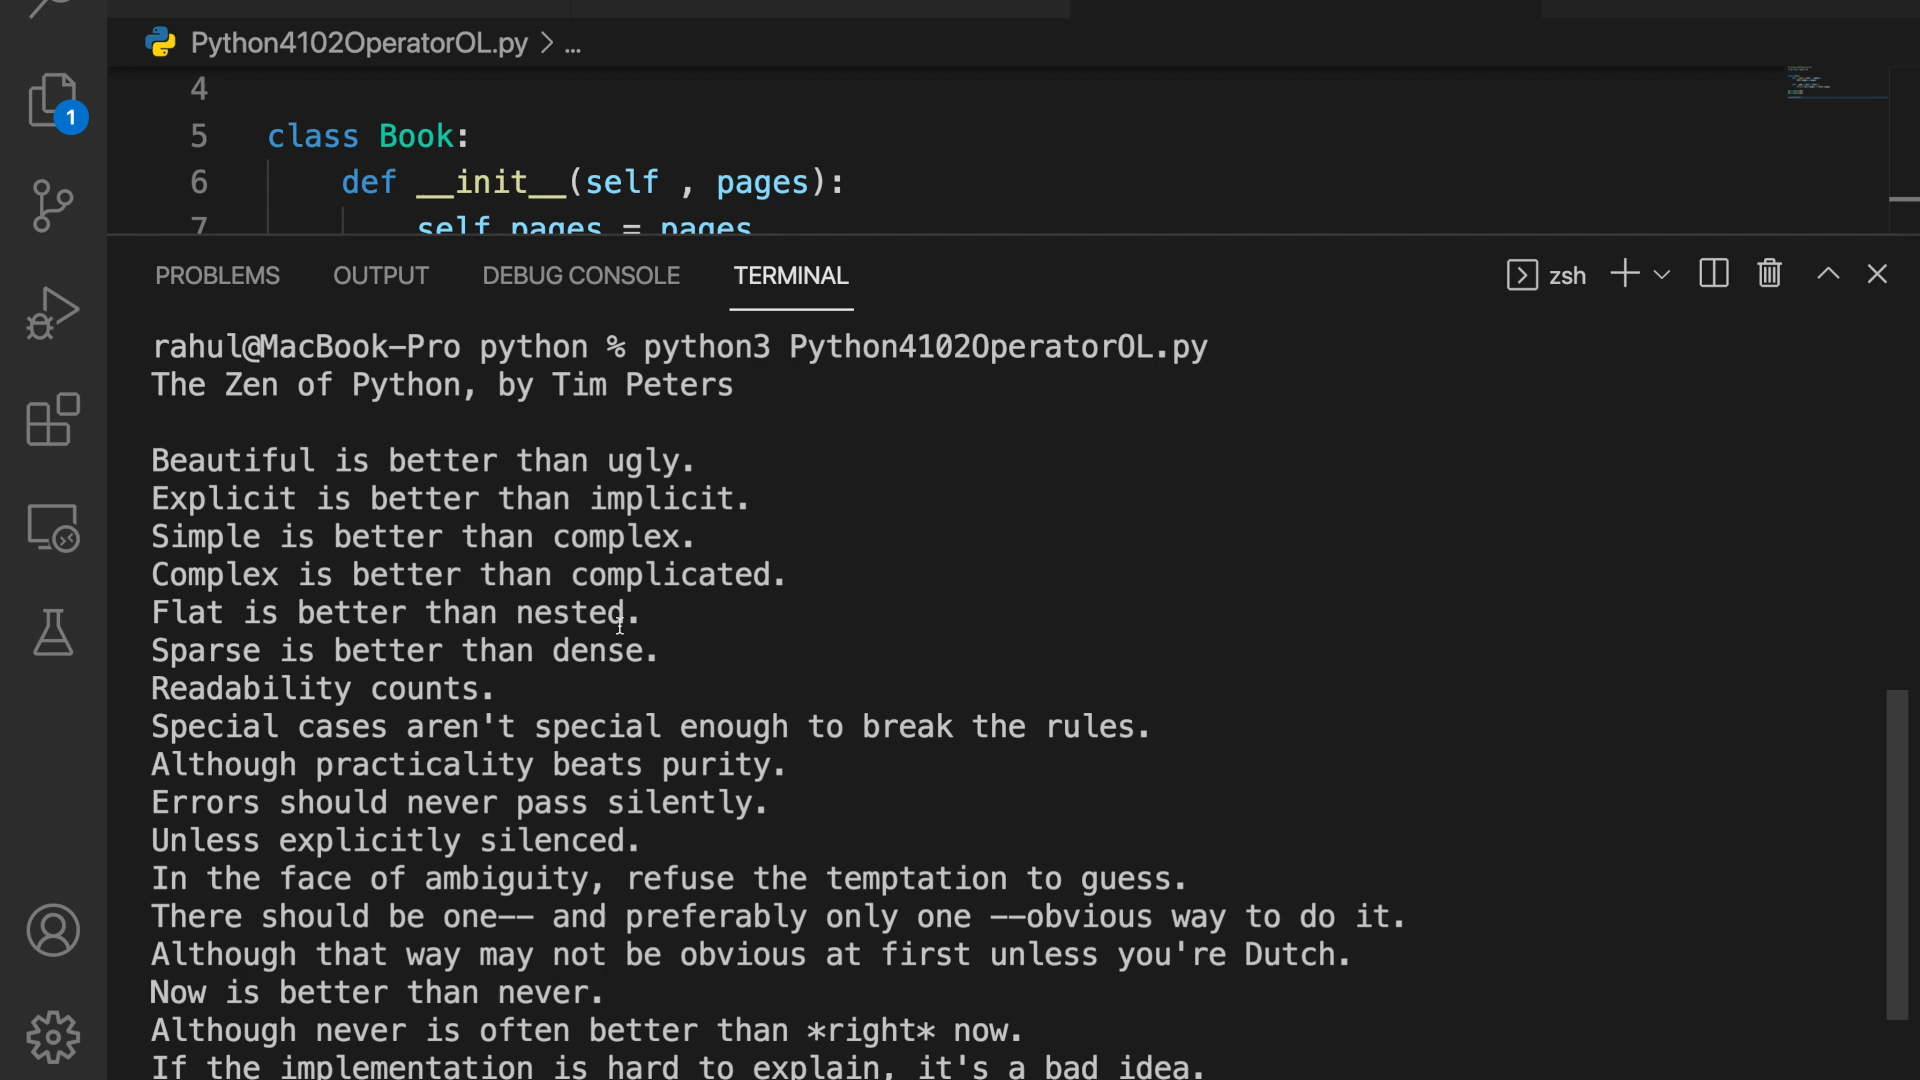 Python4102OperatorOL.py > ...
4
5 class Book:
6 def __init__(self , pages):
7 self.pages = pages
1
PROBLEMS OUTPUT DEBUG CONSOLE TERMINAL zsh
rahul@MacBook-Pro python % python3 Python4102OperatorOL.py
The Zen of Python, by Tim Peters
Beautiful is better than ugly.
Explicit is better than implicit.
Simple is better than complex.
Complex is better than complicated.
Flat is better than nested.
Sparse is better than dense.
Readability counts.
Special cases aren't special enough to break the rules.
Although practicality beats purity.
Errors should never pass silently.
Unless explicitly silenced.
In the face of ambiguity, refuse the temptation to guess.
There should be one-- and preferably only one --obvious way to do it.
Although that way may not be obvious at first unless you're Dutch.
Now is better than never.
Although never is often better than *right* now.
If the implementation is hard to explain, it's a bad idea.